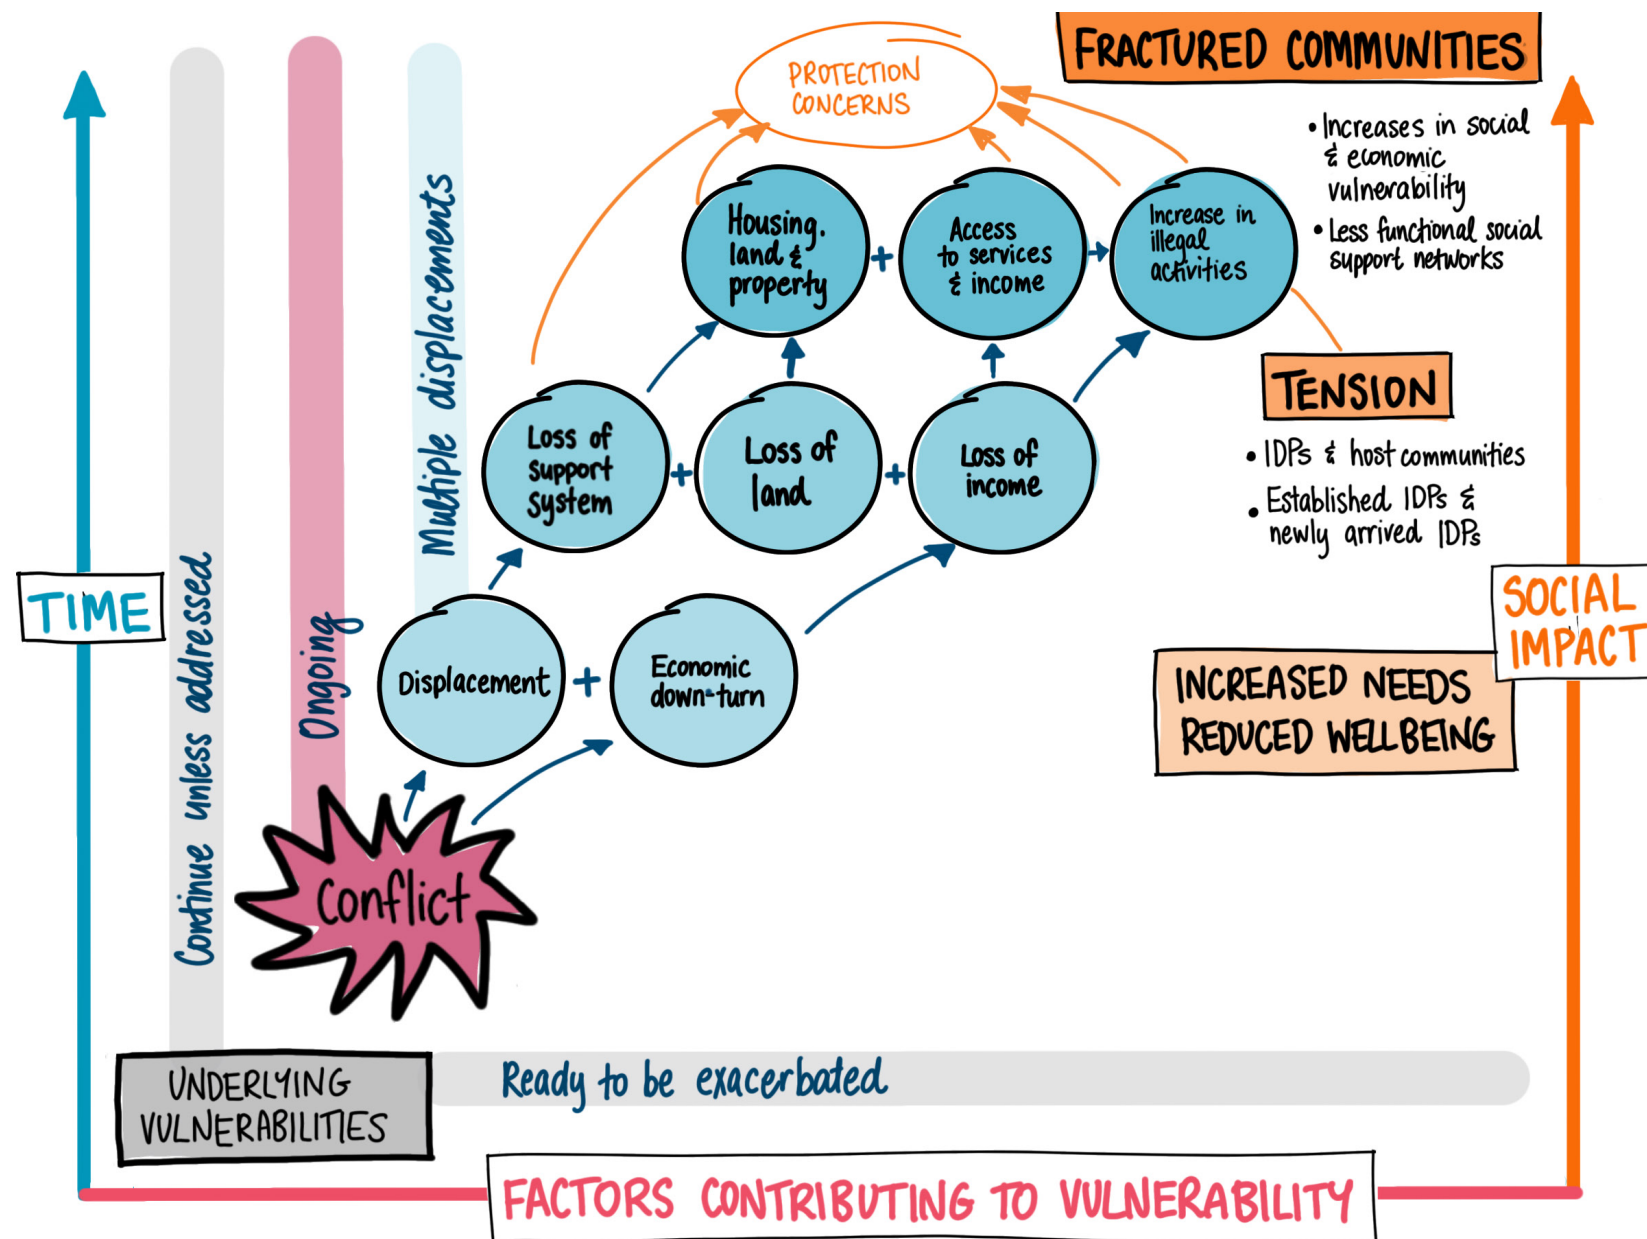 FRACTURED COMMUNITIES
• Increases in social
& economic
vulnerability
• Less functional social
support networks
PROTECTION
CONCERNS
Housing,
land &
property
+
Access
to services
& income
Increase in
illegal
activities
TENSION
• IDPs & host communities
• Established IDPs &
newly arrived IDPs
Loss of
support
system
+
Loss of
land
+
Loss of
income
Multiple displacements
TIME
SOCIAL
IMPACT
Displacement
+
Economic
down-turn
INCREASED NEEDS
REDUCED WELLBEING
Continue unless addressed
Ongoing
Conflict
UNDERLYING
VULNERABILITIES
Ready to be exacerbated
FACTORS CONTRIBUTING TO VULNERABILITY